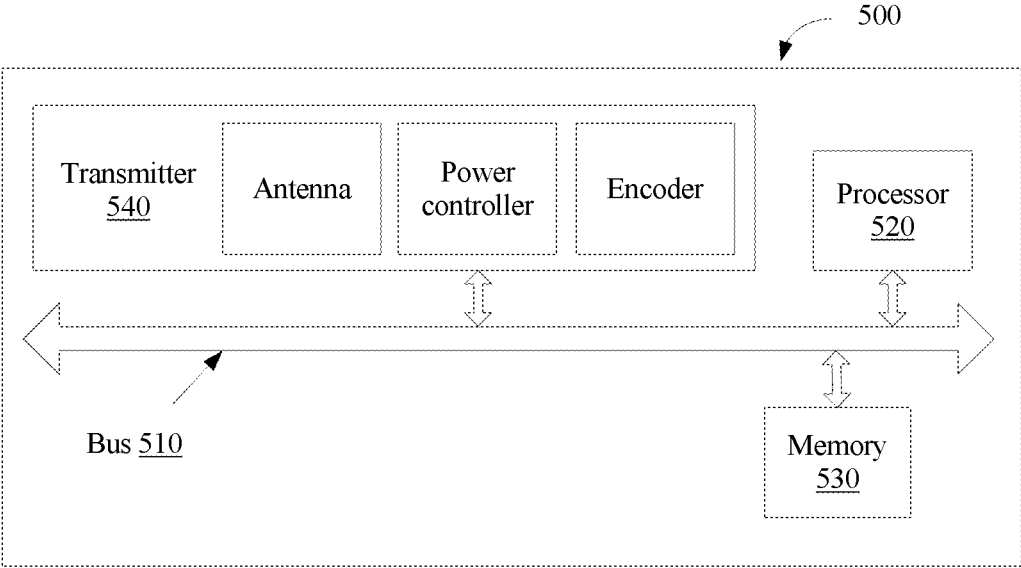 500
Transmitter
540
Antenna
Power
controller
Encoder
Processor
520
Bus 510
Memory
530